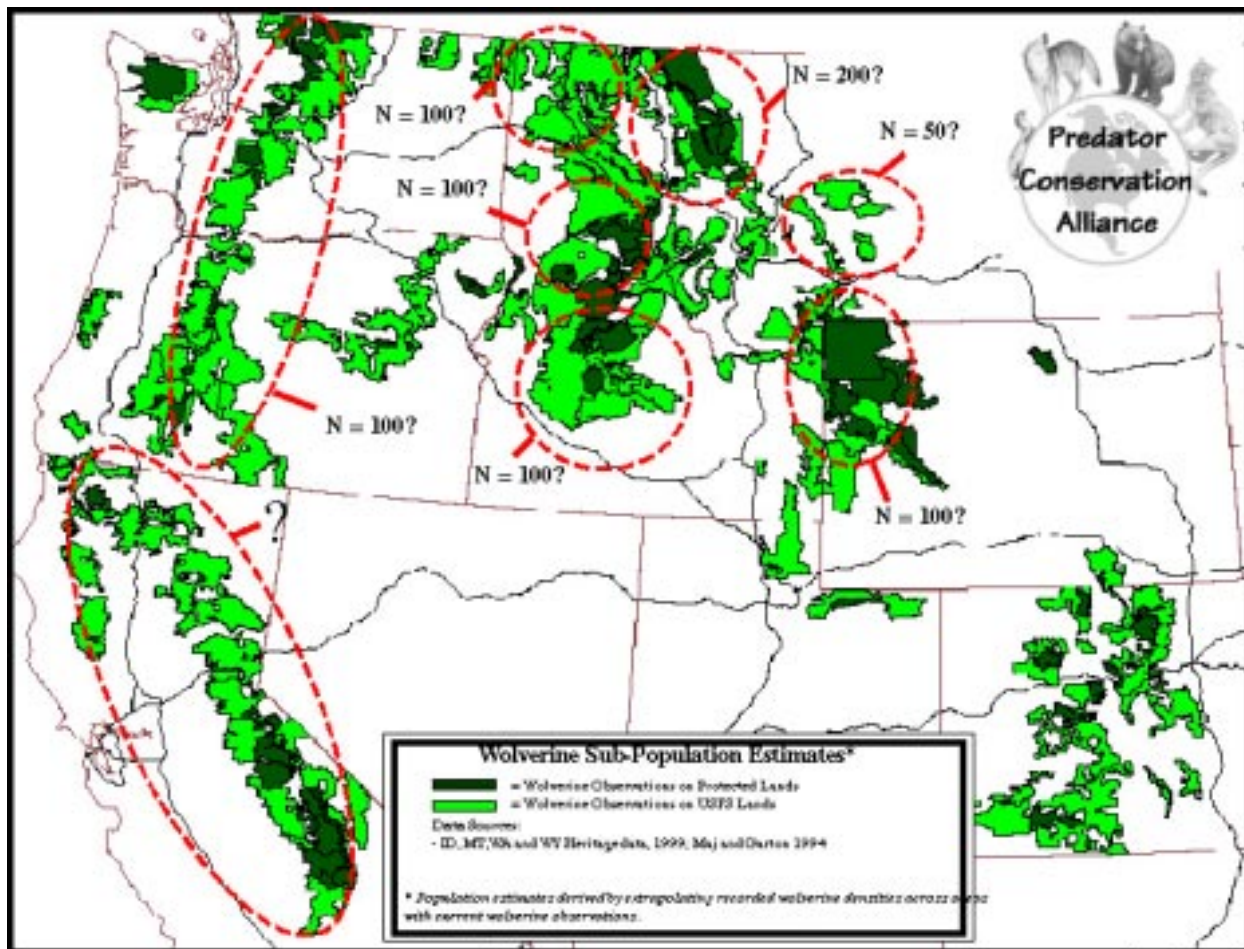 N = 200?
N = 100?
N = 50?
N = 100?
Predator
Conservation
Alliance
N = 100?
N = 100?
N = 100?
?
Wolverine Sub-Population Estimates*
= Wolverine Observations on Protected Lands
= Wolverine Observations on USFS Lands
Data Sources:
- ID, MT, WA and WY Heritage data, 1999, Maj and Garton 1994
* Population estimates derived by extrapolating recorded wolverine densities across areas
with current wolverine observations.